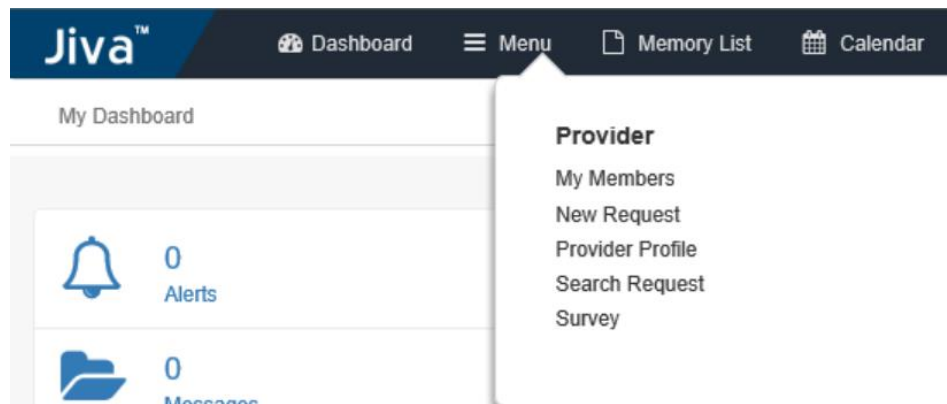 Jiva™
Dashboard
Menu
Memory List
Calendar
My Dashboard
Provider
My Members
New Request
Provider Profile
Search Request
Survey
0
Alerts
0
Messages